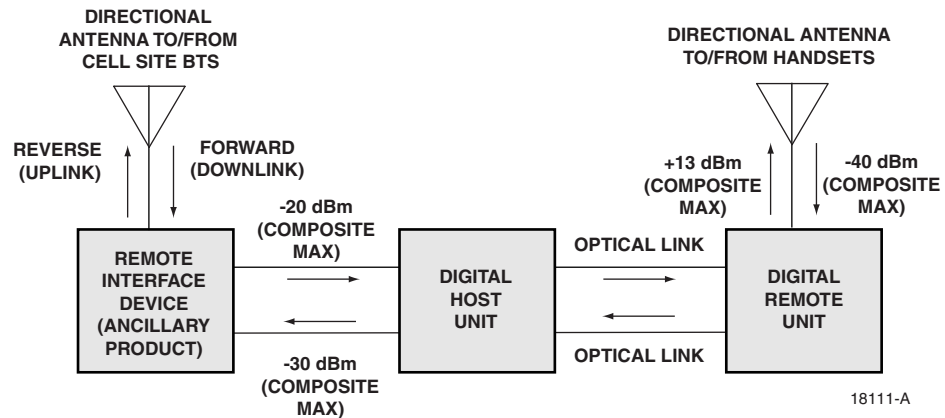 DIRECTIONAL
ANTENNA TO/FROM
CELL SITE BTS
DIRECTIONAL ANTENNA
TO/FROM HANDSETS
REVERSE
(UPLINK)
FORWARD
(DOWNLINK)
+13 dBm
(COMPOSITE
MAX)
-40 dBm
(COMPOSITE
MAX)
-20 dBm
(COMPOSITE
MAX)
OPTICAL LINK
REMOTE
INTERFACE
DEVICE
(ANCILLARY
PRODUCT)
DIGITAL
HOST
UNIT
DIGITAL
REMOTE
UNIT
-30 dBm
(COMPOSITE
MAX)
OPTICAL LINK
18111-A